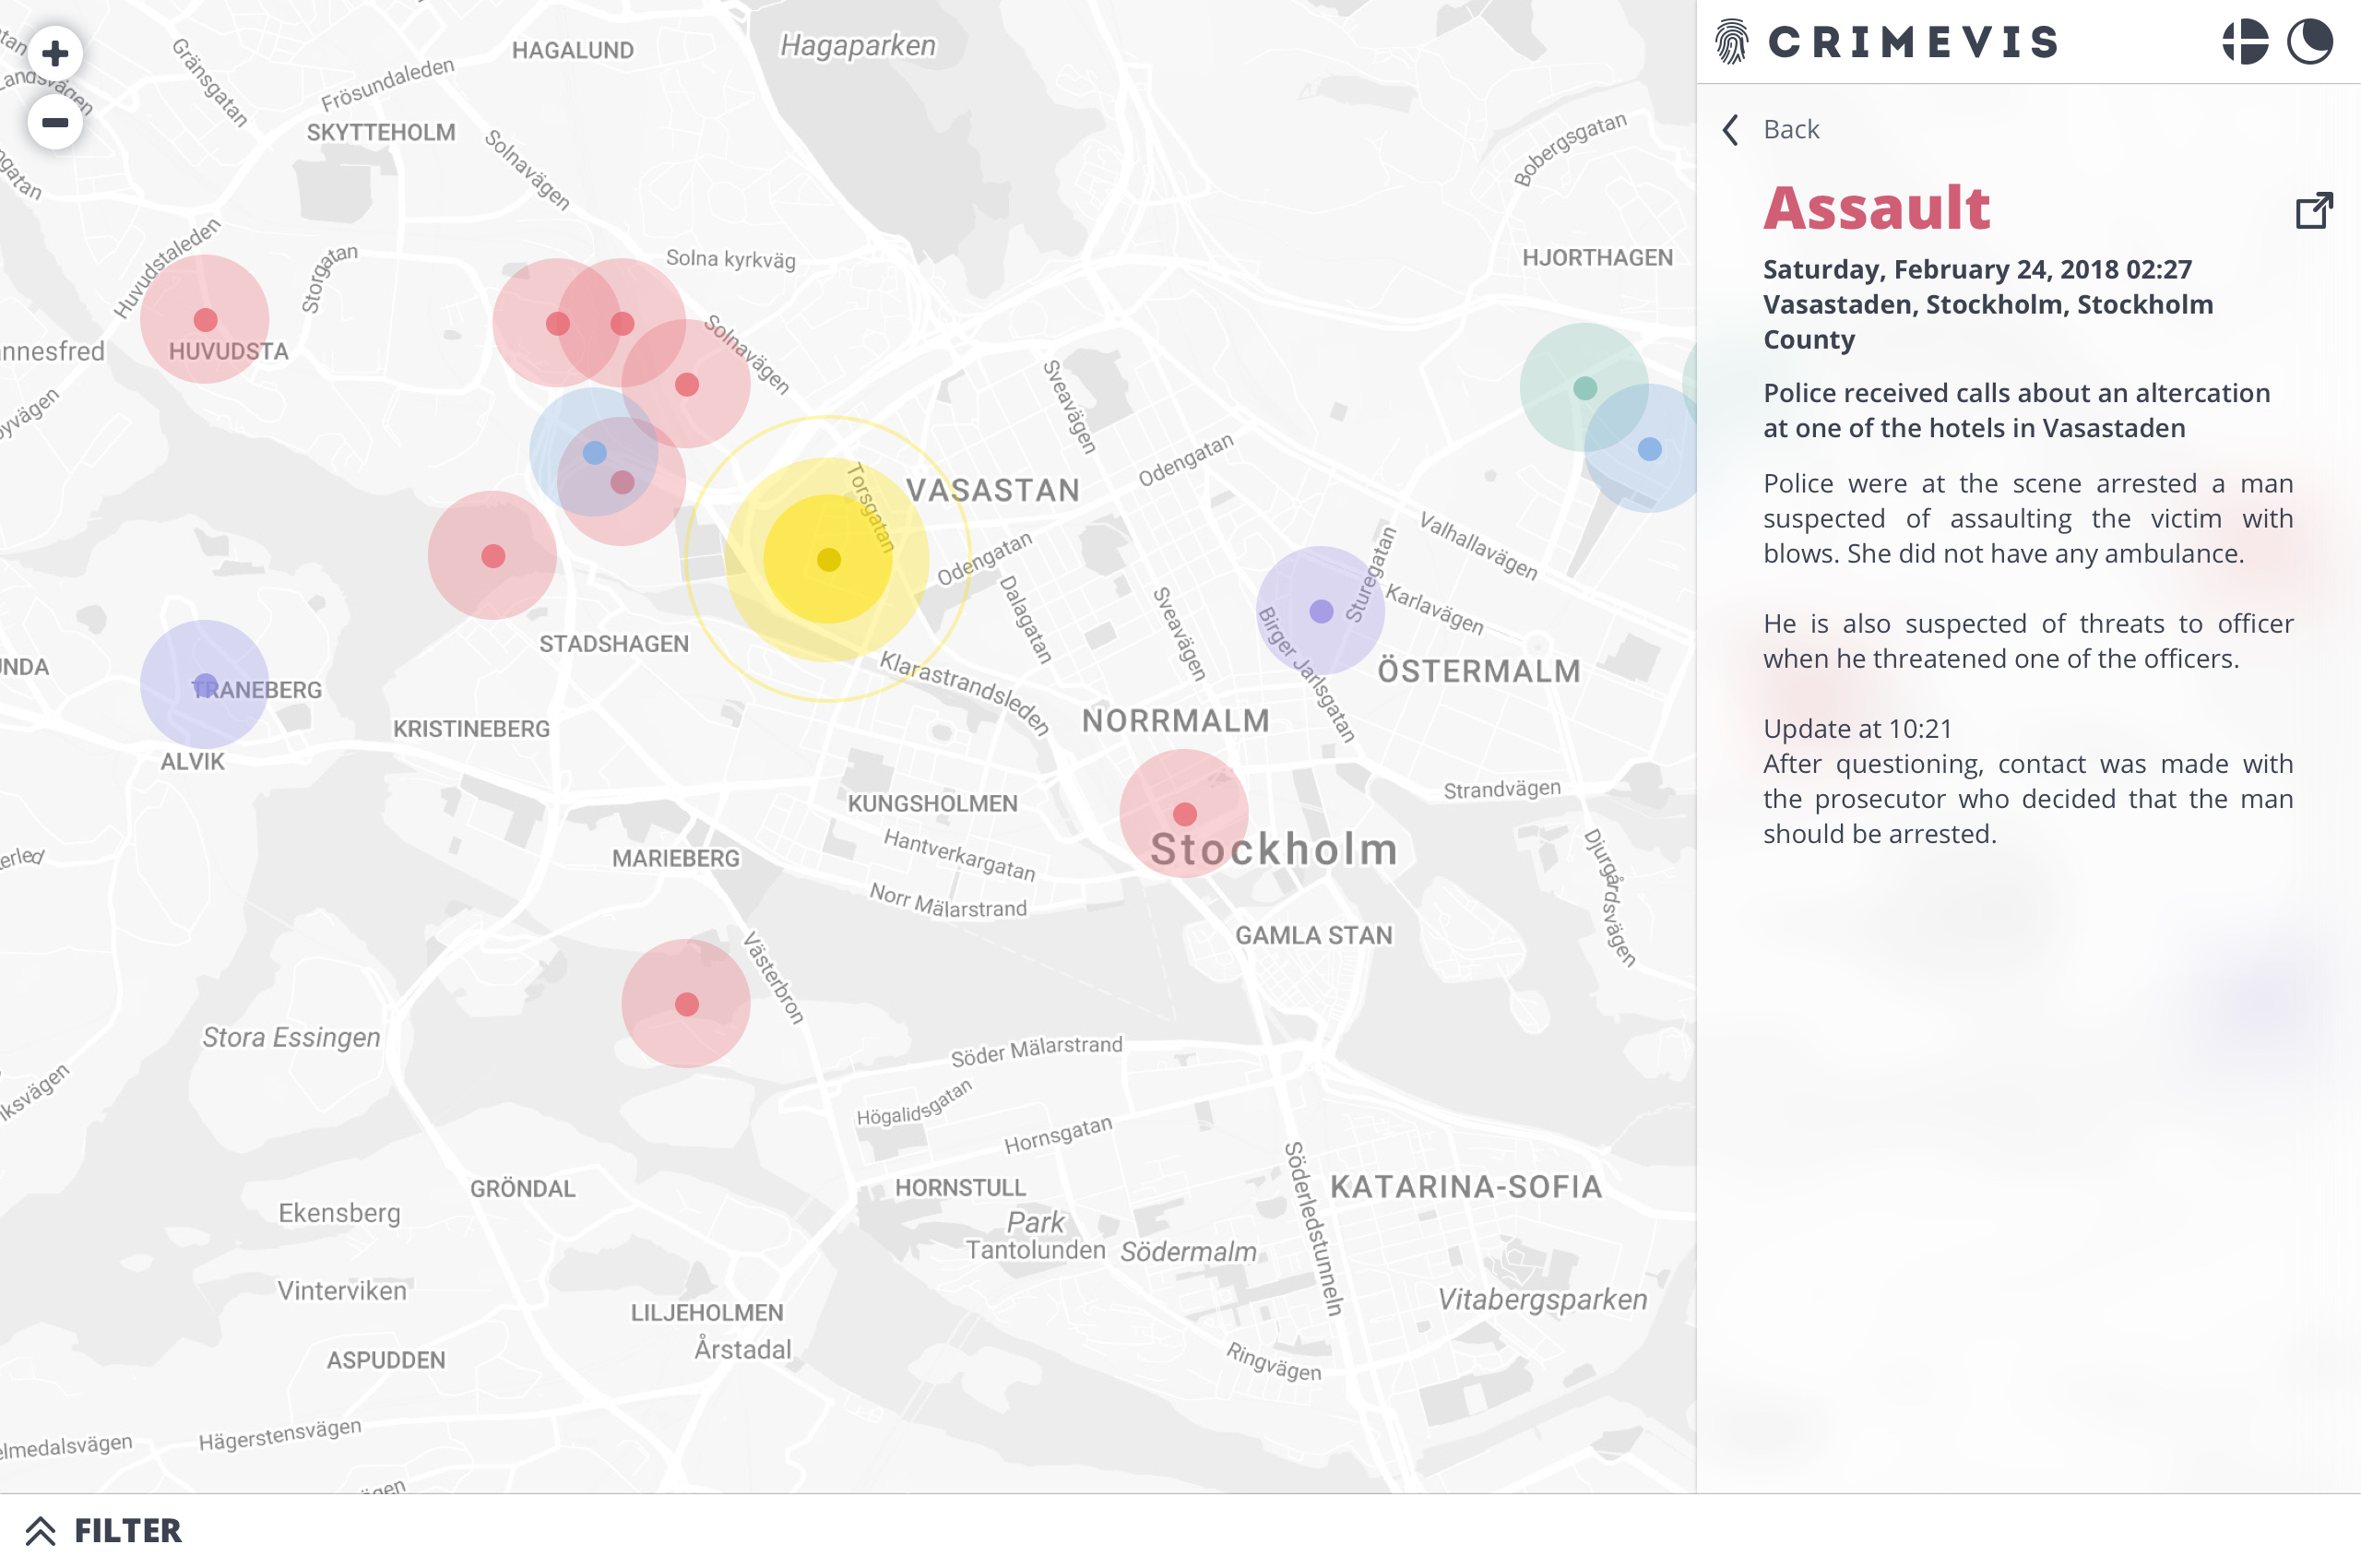 HAGALUND
Hagaparken
Gränsgatan
Frösundaleden
SKYTTEHOLM
Solnavägen
Landsvägen
Bobergsgatan
Huvudstaleden
Storgatan
Solna kyrkväg
HJORTHAGEN
HUVUDSTA
Solnavägen
Sveavägen
Odengatan
Torsgatan
VASASTAN
Valhallavägen
Odengatan
Dalagatan
Sveavägen
Sturegatan
Karlavägen
Birger Jarlsgatan
STADSHAGEN
Klarastrandsleden
ÖSTERMALM
TRANEBERG
KRISTINEBERG
NORRMALM
ALVIK
KUNGSHOLMEN
Strandvägen
Hantverkargatan
Stockholm
MARIEBERG
Norr Mälarstrand
Djurgårdsvägen
GAMLA STAN
Västerbron
Stora Essingen
Söder Mälarstrand
Högalidsgatan
Hornsgatan
Söderledstunneln
GRÖNDAL
HORNSTULL
KATARINA-SOFIA
Ekensberg
Park
Tantolunden
Södermalm
Vinterviken
LILJEHOLMEN
Vitabergsparken
Årstadal
Ringvägen
ASPUDDEN
Hägerstensvägen
FILTER
CRIMEVIS
Back
Assault
Saturday, February 24, 2018 02:27
Vasastaden, Stockholm, Stockholm
County
Police received calls about an altercation
at one of the hotels in Vasastaden
Police were at the scene arrested a man
suspected of assaulting the victim with
blows. She did not have any ambulance.
He is also suspected of threats to officer
when he threatened one of the officers.
Update at 10:21
After questioning, contact was made with
the prosecutor who decided that the man
should be arrested.